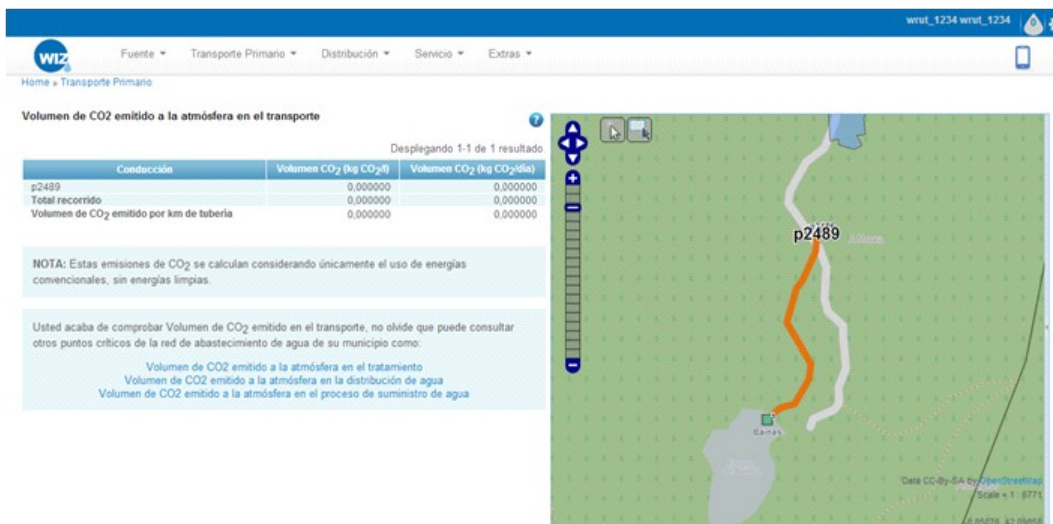 wrut_1234 wrut_1234
WIZ
Fuente Transporte Primario Distribución Servicio Extras
Home » Transporte Primario
Volumen de CO2 emitido a la atmósfera en el transporte
Desplegando 1-1 de 1 resultado
Conducción Volumen CO2 (kg CO2/l) Volumen CO2 (kg CO2/día)
p2489 0,000000 0,000000
Total recorrido 0,000000 0,000000
Volumen de CO2 emitido por km de tubería 0,000000 0,000000
NOTA: Estas emisiones de CO2 se calculan considerando únicamente el uso de energías
convencionales, sin energías limpias.
Usted acaba de comprobar Volumen de CO2 emitido en el transporte, no olvide que puede consultar
otros puntos críticos de la red de abastecimiento de agua de su municipio como:
Volumen de CO2 emitido a la atmósfera en el tratamiento
Volumen de CO2 emitido a la atmósfera en la distribución de agua
Volumen de CO2 emitido a la atmósfera en el proceso de suministro de agua
p2489
Data CC-By-SA by OpenStreetMap
Scale = 1 : 6771